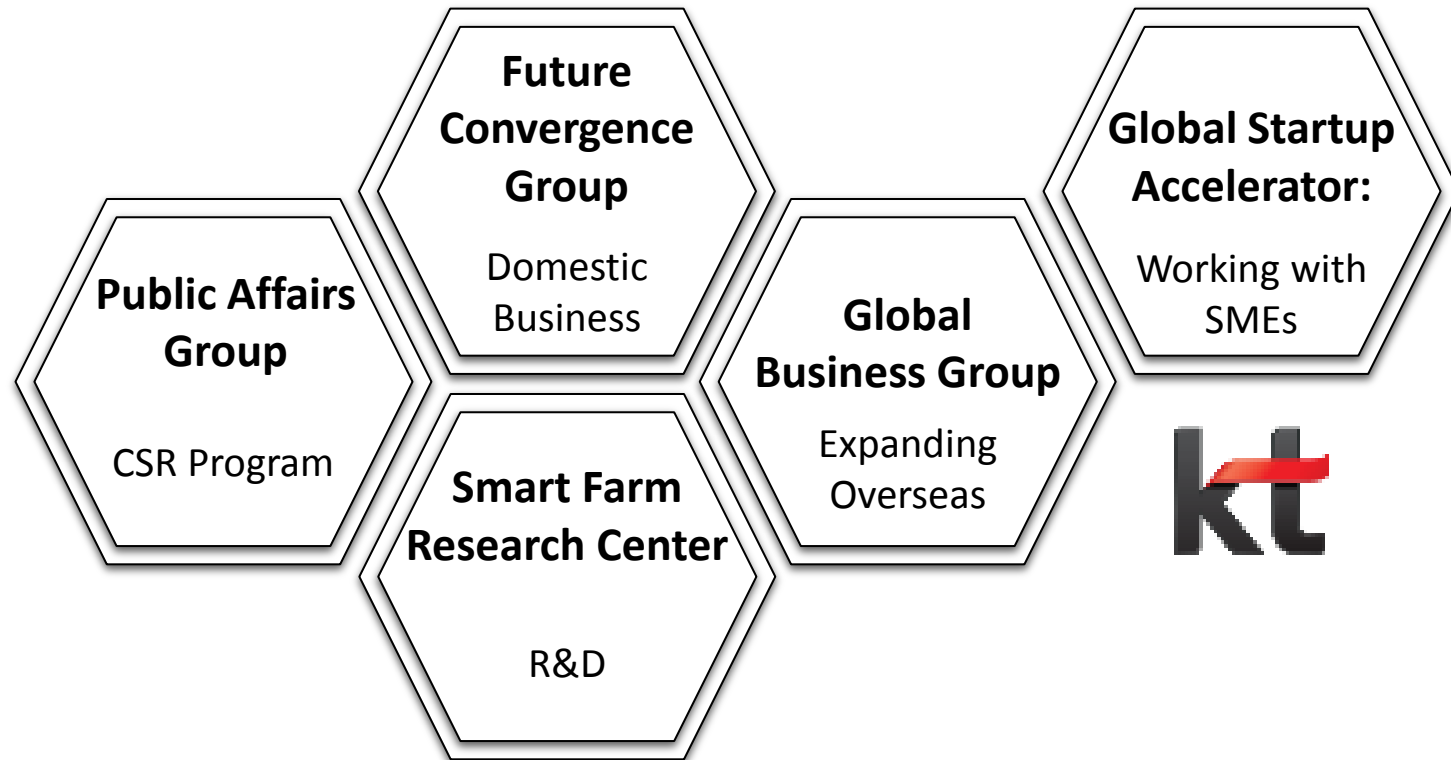 Public Affairs
Group
CSR Program
Future
Convergence
Group
Domestic
Business
Smart Farm
Research Center
R&D
Global
Business Group
Expanding
Overseas
Global Startup
Accelerator:
Working with
SMEs
kt